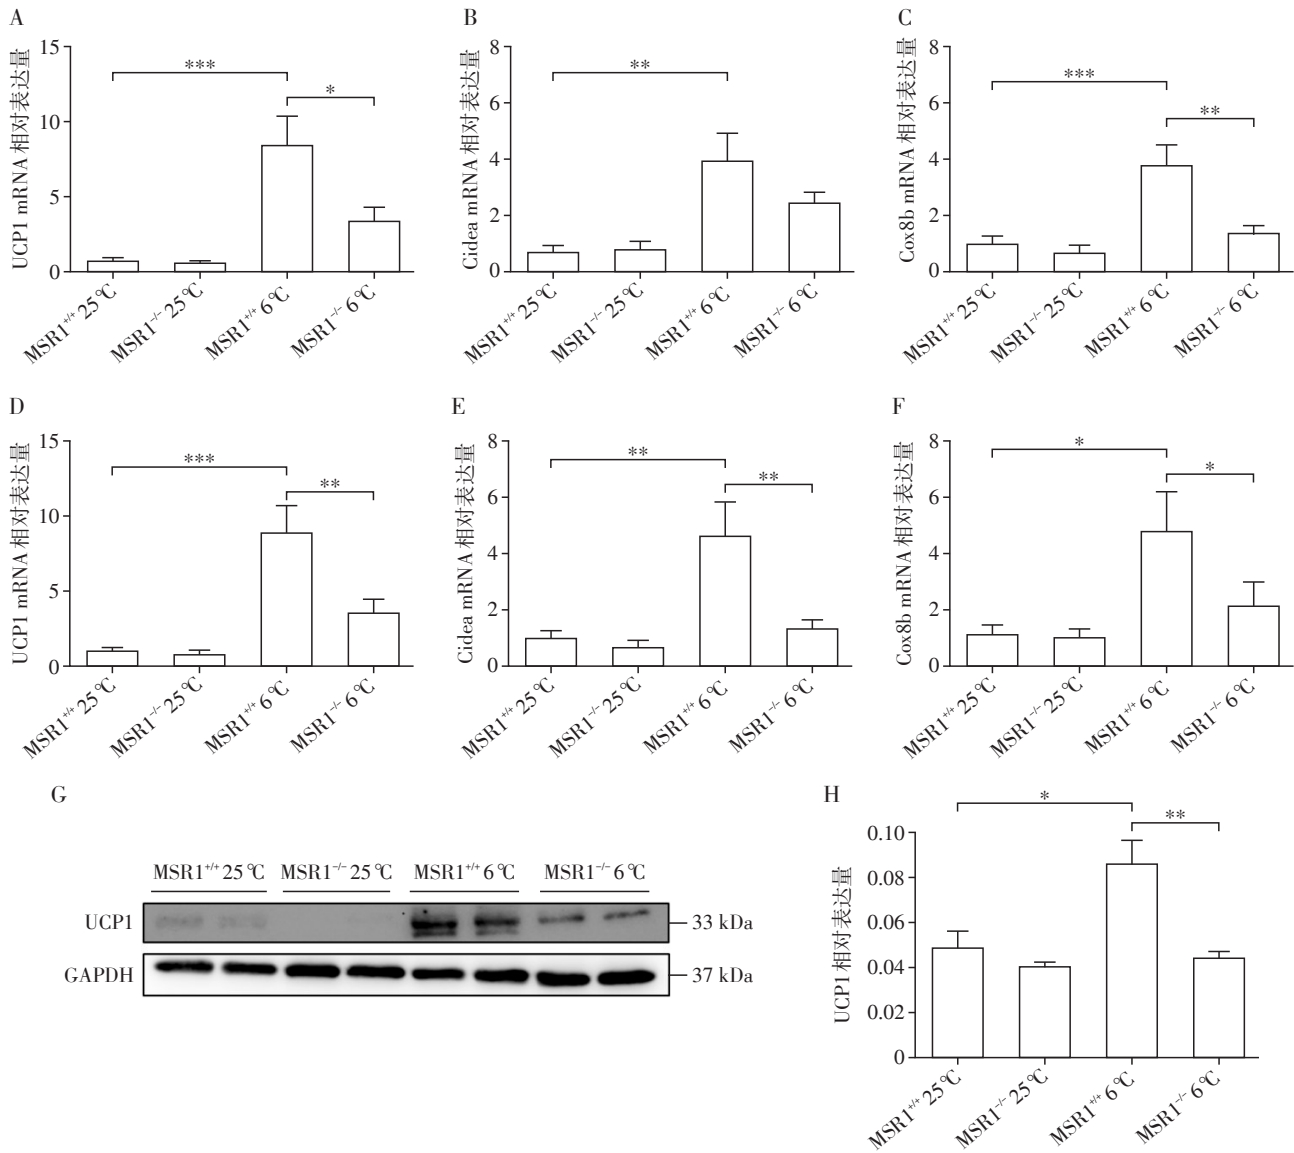 A
UCP1 mRNA 相对表达量
15
10
5
0
***
*
MSR1+/+ 25 ℃
MSR1-/- 25 ℃
MSR1+/+ 6 ℃
MSR1-/- 6 ℃
B
Cidea mRNA 相对表达量
8
6
4
2
0
**
MSR1+/+ 25 ℃
MSR1-/- 25 ℃
MSR1+/+ 6 ℃
MSR1-/- 6 ℃
C
Cox8b mRNA 相对表达量
8
6
4
2
0
***
**
MSR1+/+ 25 ℃
MSR1-/- 25 ℃
MSR1+/+ 6 ℃
MSR1-/- 6 ℃
D
UCP1 mRNA 相对表达量
15
10
5
0
***
**
MSR1+/+ 25 ℃
MSR1-/- 25 ℃
MSR1+/+ 6 ℃
MSR1-/- 6 ℃
E
Cidea mRNA 相对表达量
8
6
4
2
0
**
**
MSR1+/+ 25 ℃
MSR1-/- 25 ℃
MSR1+/+ 6 ℃
MSR1-/- 6 ℃
F
Cox8b mRNA 相对表达量
8
6
4
2
0
*
*
MSR1+/+ 25 ℃
MSR1-/- 25 ℃
MSR1+/+ 6 ℃
MSR1-/- 6 ℃
G
MSR1+/+ 25 ℃ MSR1-/- 25 ℃ MSR1+/+ 6 ℃ MSR1-/- 6 ℃
UCP1 33 kDa
GAPDH 37 kDa
H
UCP1 相对表达量
0.10
0.08
0.06
0.04
0.02
0
*
**
MSR1+/+ 25 ℃
MSR1-/- 25 ℃
MSR1+/+ 6 ℃
MSR1-/- 6 ℃